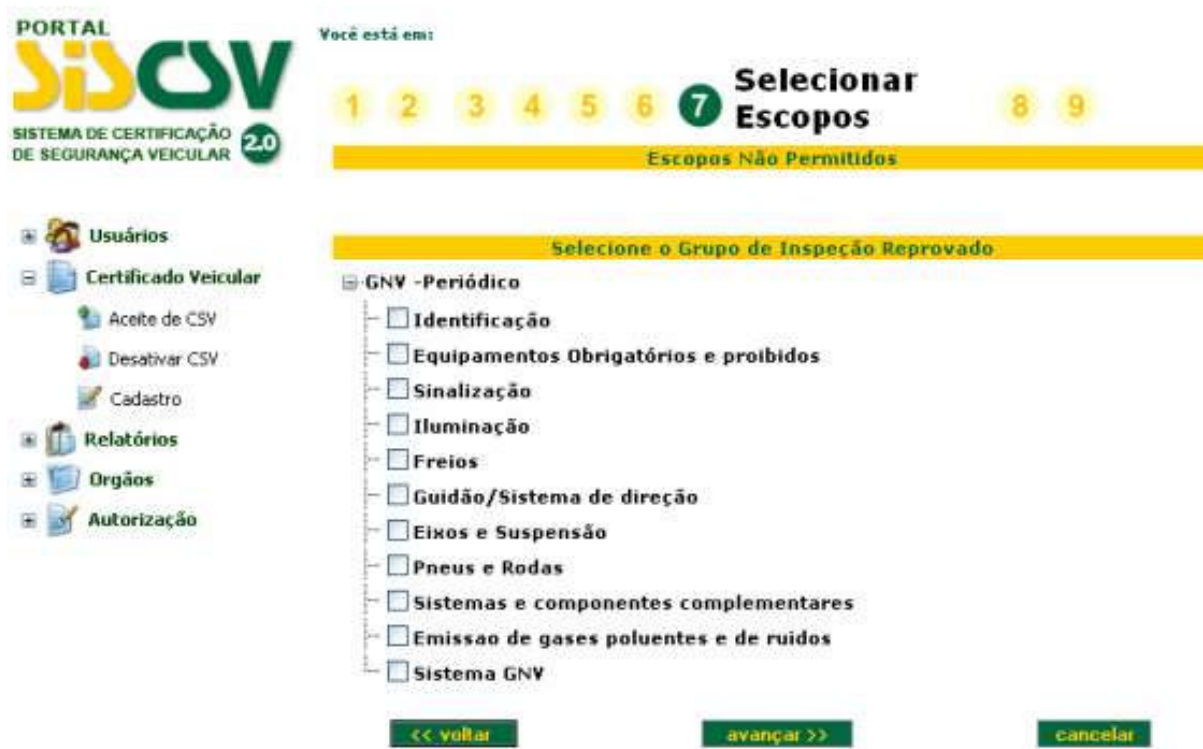 PORTAL
SiSCSV
SISTEMA DE CERTIFICAÇÃO
DE SEGURANÇA VEICULAR 2.0
Você está em:
1 2 3 4 5 6 7 Selecionar Escopos 8 9
Escopos Não Permitidos
Usuários
Certificado Veicular
Aceite de CSV
Desativar CSV
Cadastro
Relatórios
Orgãos
Autorização
Selecione o Grupo de Inspeção Reprovado
GNV -Periódico
Identificação
Equipamentos Obrigatórios e proibidos
Sinalização
Iluminação
Freios
Guidão/Sistema de direção
Eixos e Suspensão
Pneus e Rodas
Sistemas e componentes complementares
Emissao de gases poluentes e de ruidos
Sistema GNV
<< voltar avançar >> cancelar